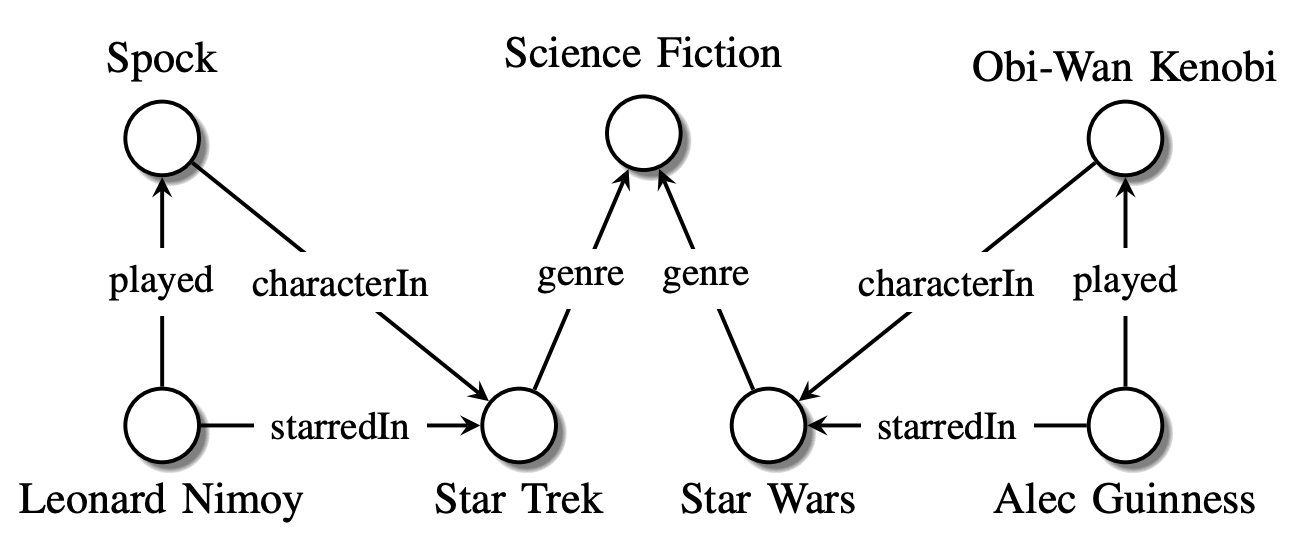 Spock
Science Fiction
Obi-Wan Kenobi
played
characterIn
genre
genre
characterIn
played
starredIn
starredIn
Leonard Nimoy
Star Trek
Star Wars
Alec Guinness